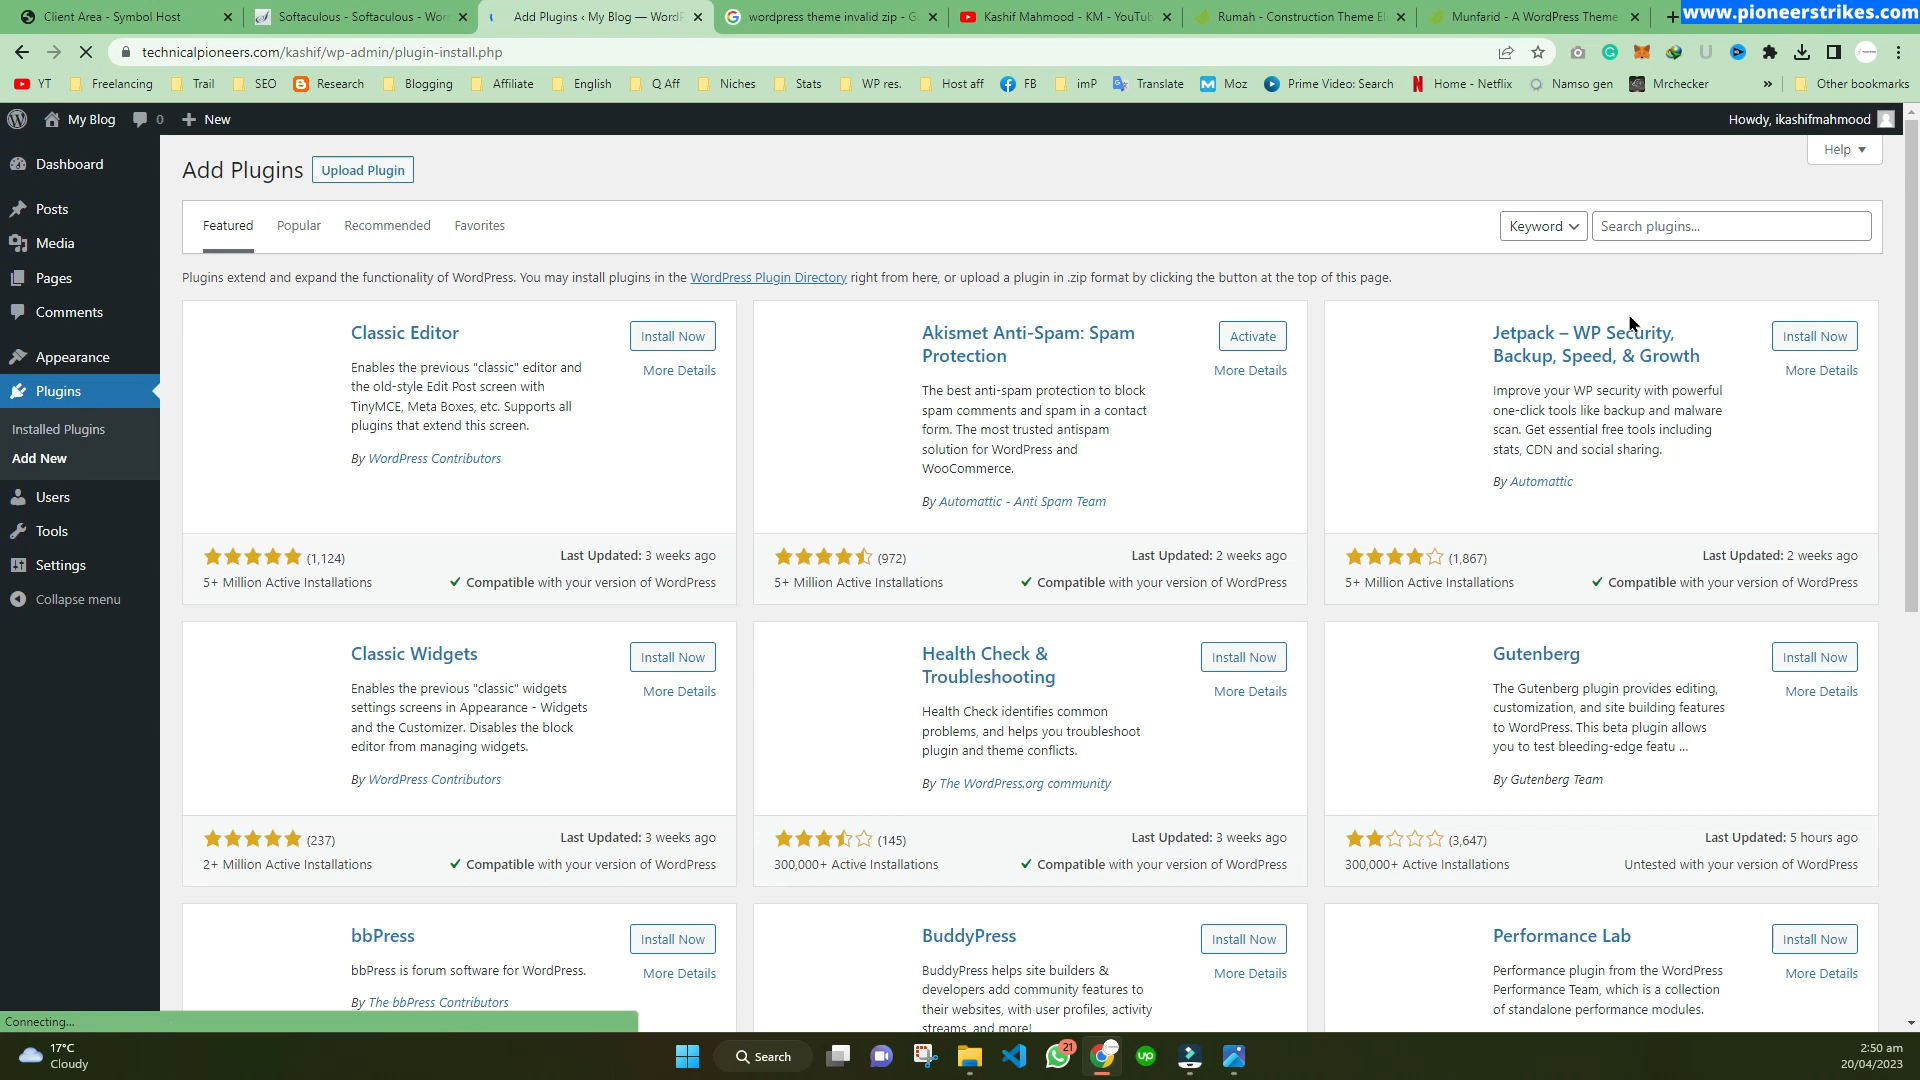 www.pioneerstrikes.com
Client Area - Symbol Host
Softaculous - Softaculous - Wor
Add Plugins ‹ My Blog — WordP
wordpress theme invalid zip - G
Kashif Mahmood - KM - YouTub
Rumah - Construction Theme El
Munfarid - A WordPress Theme
technicalpioneers.com/kashif/wp-admin/plugin-install.php
YT
Freelancing
Trail
SEO
Research
Blogging
Affiliate
English
Q Aff
Niches
Stats
WP res.
Host aff
FB
imP
Translate
Moz
Prime Video: Search
Home - Netflix
Namso gen
Mrchecker
»
Other bookmarks
My Blog
0
New
Howdy, ikashifmahmood
Dashboard
Posts
Media
Pages
Comments
Appearance
Plugins
Installed Plugins
Add New
Users
Tools
Settings
Collapse menu
Help
Add Plugins
Upload Plugin
Featured
Popular
Recommended
Favorites
Keyword
Search plugins...
Plugins extend and expand the functionality of WordPress. You may install plugins in the WordPress Plugin Directory right from here, or upload a plugin in .zip format by clicking the button at the top of this page.
Classic Editor
Install Now
More Details
Enables the previous "classic" editor and
the old-style Edit Post screen with
TinyMCE, Meta Boxes, etc. Supports all
plugins that extend this screen.
By WordPress Contributors
(1,124)
Last Updated: 3 weeks ago
5+ Million Active Installations
✓ Compatible with your version of WordPress
Akismet Anti-Spam: Spam
Protection
Activate
More Details
The best anti-spam protection to block
spam comments and spam in a contact
form. The most trusted antispam
solution for WordPress and
WooCommerce.
By Automattic - Anti Spam Team
(972)
Last Updated: 2 weeks ago
5+ Million Active Installations
✓ Compatible with your version of WordPress
Jetpack – WP Security,
Backup, Speed, & Growth
Install Now
More Details
Improve your WP security with powerful
one-click tools like backup and malware
scan. Get essential free tools including
stats, CDN and social sharing.
By Automattic
(1,867)
Last Updated: 2 weeks ago
5+ Million Active Installations
✓ Compatible with your version of WordPress
Classic Widgets
Install Now
More Details
Enables the previous "classic" widgets
settings screens in Appearance - Widgets
and the Customizer. Disables the block
editor from managing widgets.
By WordPress Contributors
(237)
Last Updated: 3 weeks ago
2+ Million Active Installations
✓ Compatible with your version of WordPress
Health Check &
Troubleshooting
Install Now
More Details
Health Check identifies common
problems, and helps you troubleshoot
plugin and theme conflicts.
By The WordPress.org community
(145)
Last Updated: 3 weeks ago
300,000+ Active Installations
✓ Compatible with your version of WordPress
Gutenberg
Install Now
More Details
The Gutenberg plugin provides editing,
customization, and site building features
to WordPress. This beta plugin allows
you to test bleeding-edge featu ...
By Gutenberg Team
(3,647)
Last Updated: 5 hours ago
300,000+ Active Installations
Untested with your version of WordPress
bbPress
Install Now
More Details
bbPress is forum software for WordPress.
By The bbPress Contributors
BuddyPress
Install Now
More Details
BuddyPress helps site builders &
developers add community features to
their websites, with user profiles, activity
streams, and more!
Performance Lab
Install Now
More Details
Performance plugin from the WordPress
Performance Team, which is a collection
of standalone performance modules.
Connecting...
17°C
Cloudy
Search
21
up
2:50 am
20/04/2023